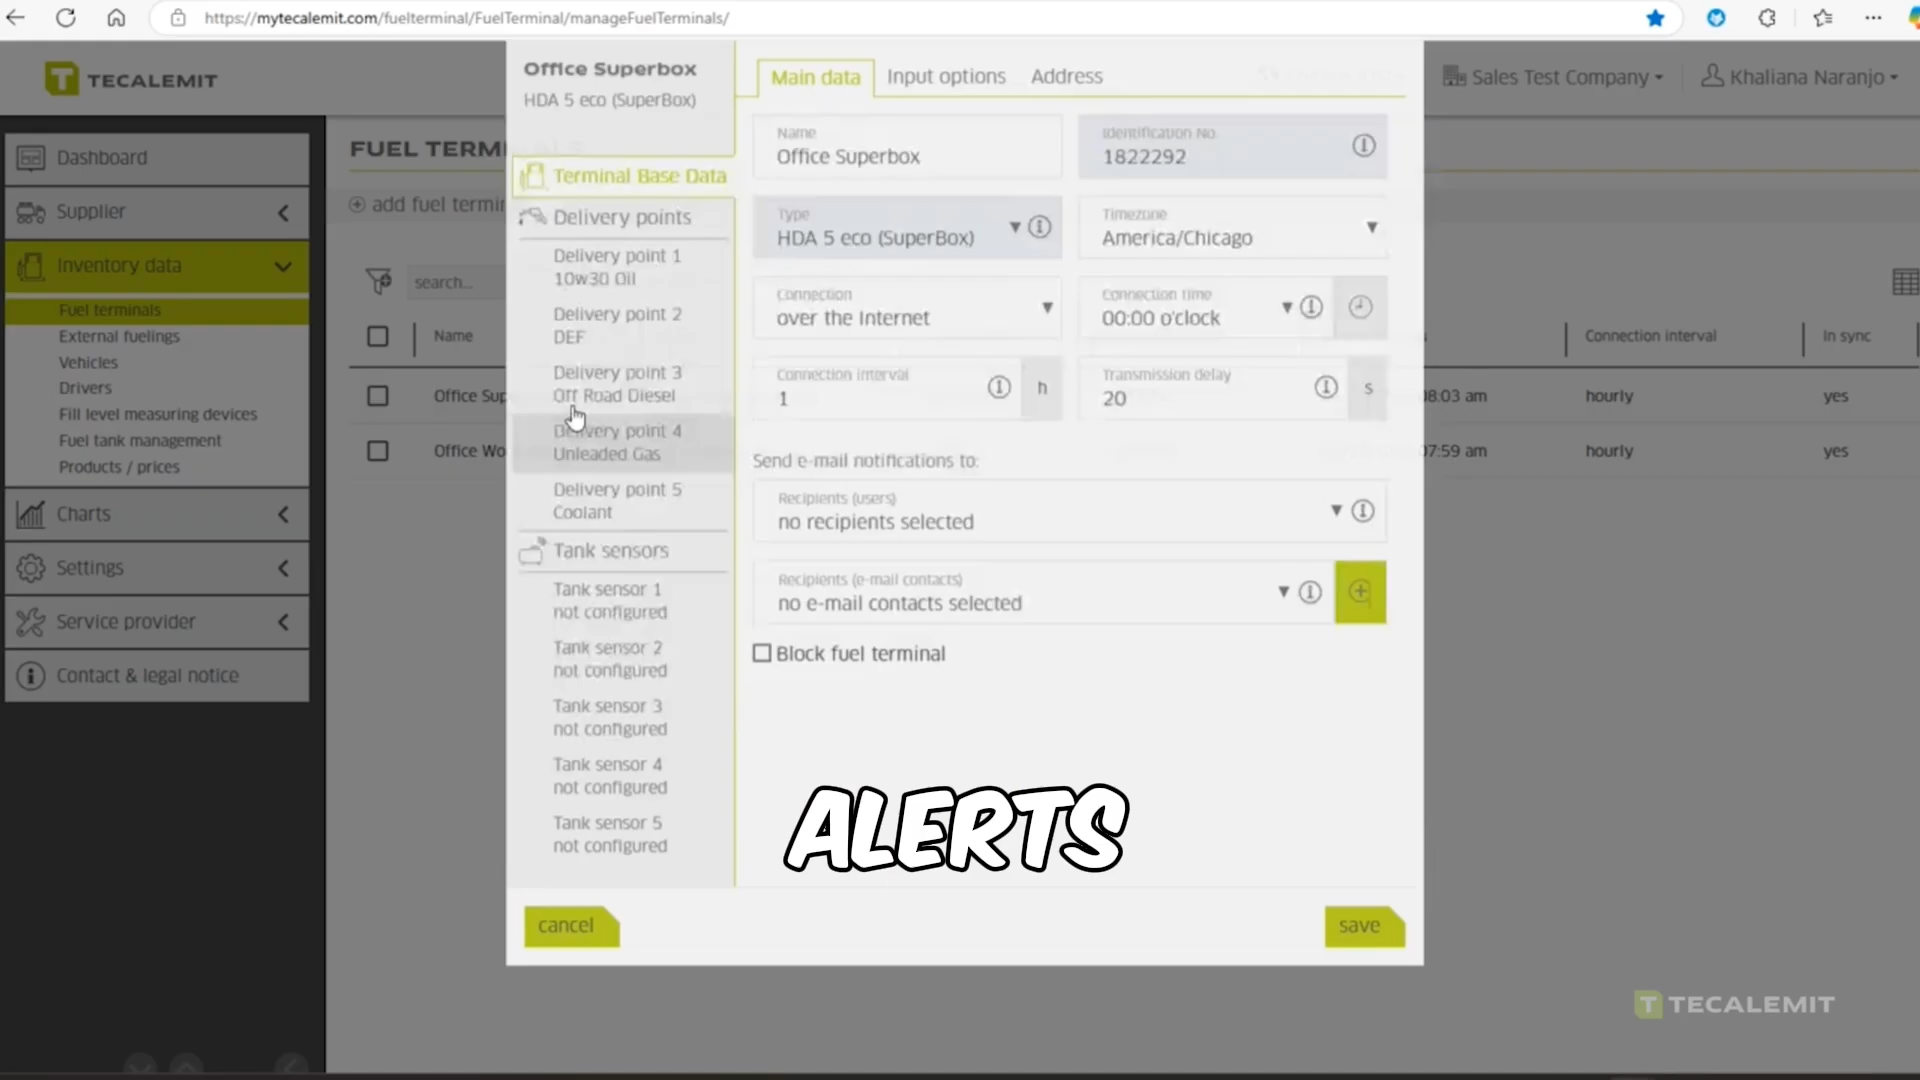 https://mytecalemit.com/fuelterminal/FuelTerminal/manageFuelTerminals/
TECALEMIT
Sales Test Company
Khaliana Naranjo
Dashboard
Supplier
Inventory data
Fuel terminals
External fuelings
Vehicles
Drivers
Fill level measuring devices
Fuel tank management
Products / prices
Charts
Settings
Service provider
Contact & legal notice
FUEL TERM
add fuel termin
search...
Name
Connection interval
In sync
Office Sup
08:03 am
hourly
yes
Office Wo
07:59 am
hourly
yes
Office Superbox
HDA 5 eco (SuperBox)
Terminal Base Data
Delivery points
Delivery point 1
10w30 Oil
Delivery point 2
DEF
Delivery point 3
Off Road Diesel
Delivery point 4
Unleaded Gas
Delivery point 5
Coolant
Tank sensors
Tank sensor 1
not configured
Tank sensor 2
not configured
Tank sensor 3
not configured
Tank sensor 4
not configured
Tank sensor 5
not configured
Main data
Input options
Address
Name
Office Superbox
Identification No.
1822292
Type
HDA 5 eco (SuperBox)
Timezone
America/Chicago
Connection
over the Internet
Connection time
00:00 o'clock
Connection interval
1
h
Transmission delay
20
s
Send e-mail notifications to:
Recipients (users)
no recipients selected
Recipients (e-mail contacts)
no e-mail contacts selected
Block fuel terminal
ALERTS
cancel
save
TECALEMIT